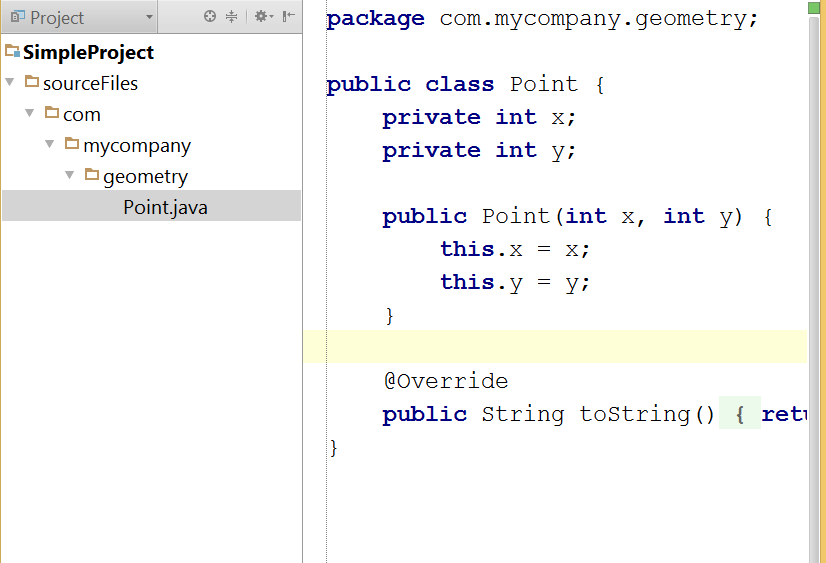 Project
SimpleProject
sourceFiles
com
mycompany
geometry
Point.java
package com.mycompany.geometry;
public class Point {
private int x;
private int y;
public Point(int x, int y) {
this.x = x;
this.y = y;
}
@Override
public String toString() { retu
}